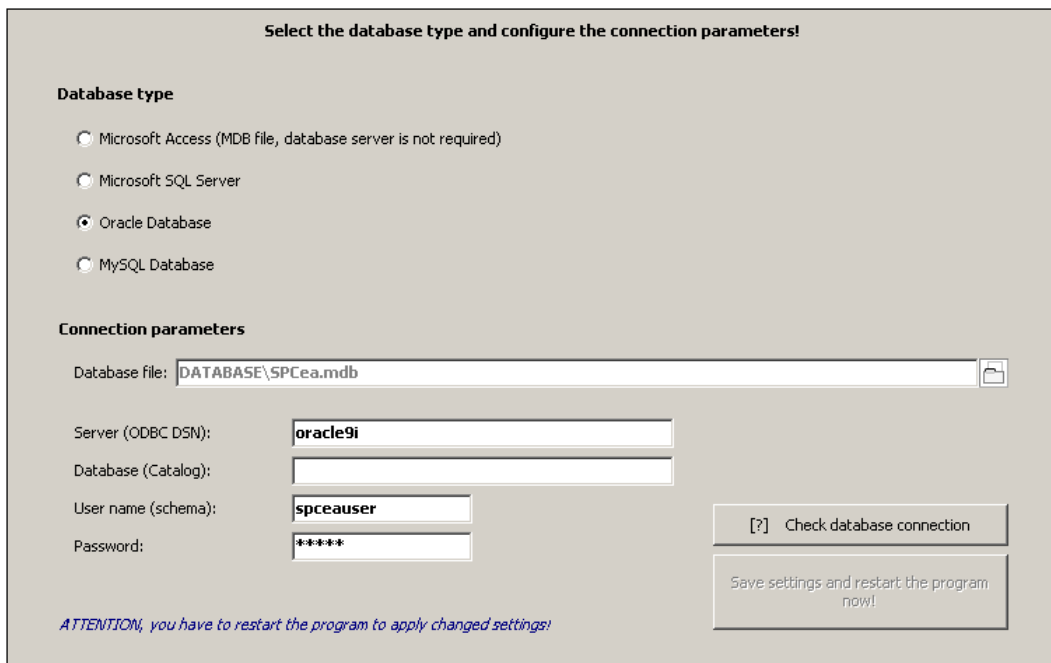 Select the database type and configure the connection parameters!
Database type
Microsoft Access (MDB file, database server is not required)
Microsoft SQL Server
Oracle Database
MySQL Database
Connection parameters
Database file: DATABASE\SPCea.mdb
Server (ODBC DSN): oracle9i
Database (Catalog):
User name (schema): spceauser
Password: *****
[?] Check database connection
Save settings and restart the program
now!
ATTENTION, you have to restart the program to apply changed settings!